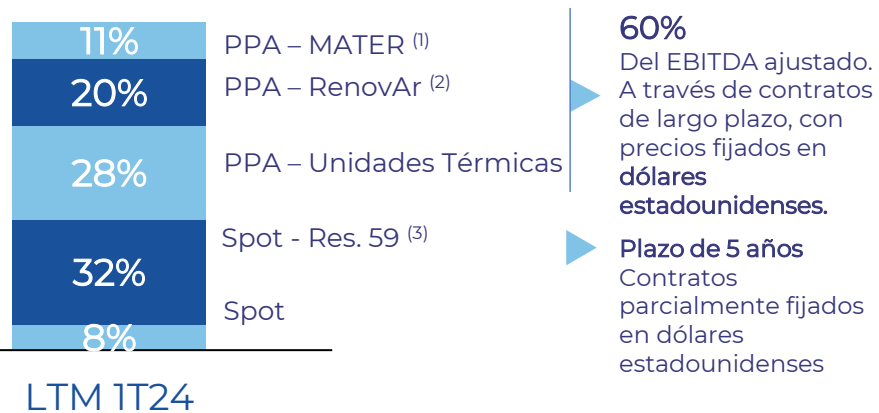 11%
PPA – MATER (1)
20%
PPA – RenovAr (2)
28%
PPA – Unidades Térmicas
32%
Spot - Res. 59 (3)
8%
Spot
LTM 1T24
60%
Del EBITDA ajustado.
A través de contratos
de largo plazo, con
precios fijados en
dólares
estadounidenses.
Plazo de 5 años
Contratos
parcialmente fijados
en dólares
estadounidenses